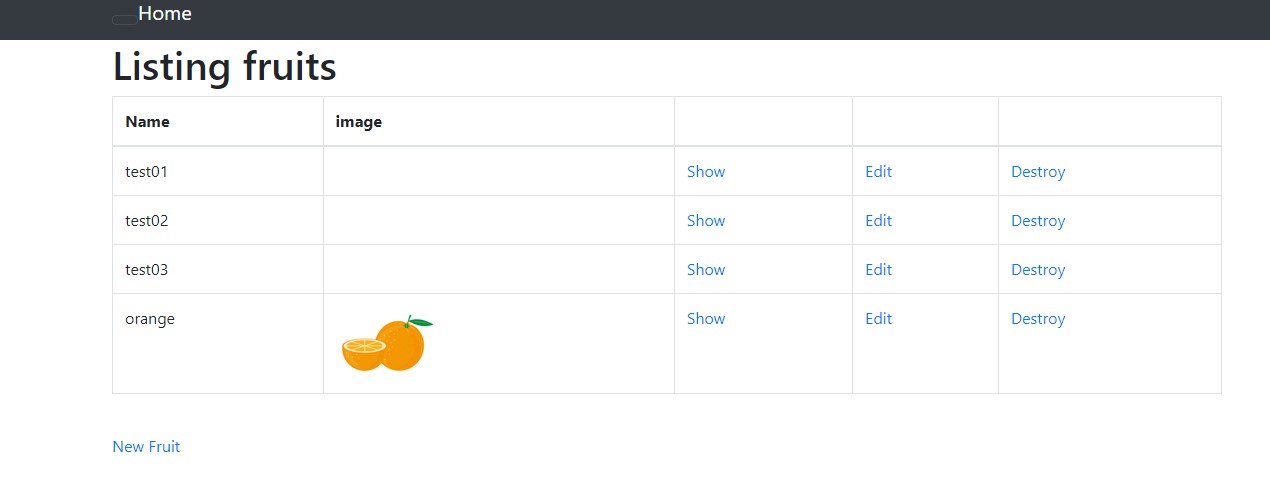 Home
Listing fruits
Name image
test01 Show Edit Destroy
test02 Show Edit Destroy
test03 Show Edit Destroy
orange Show Edit Destroy
New Fruit